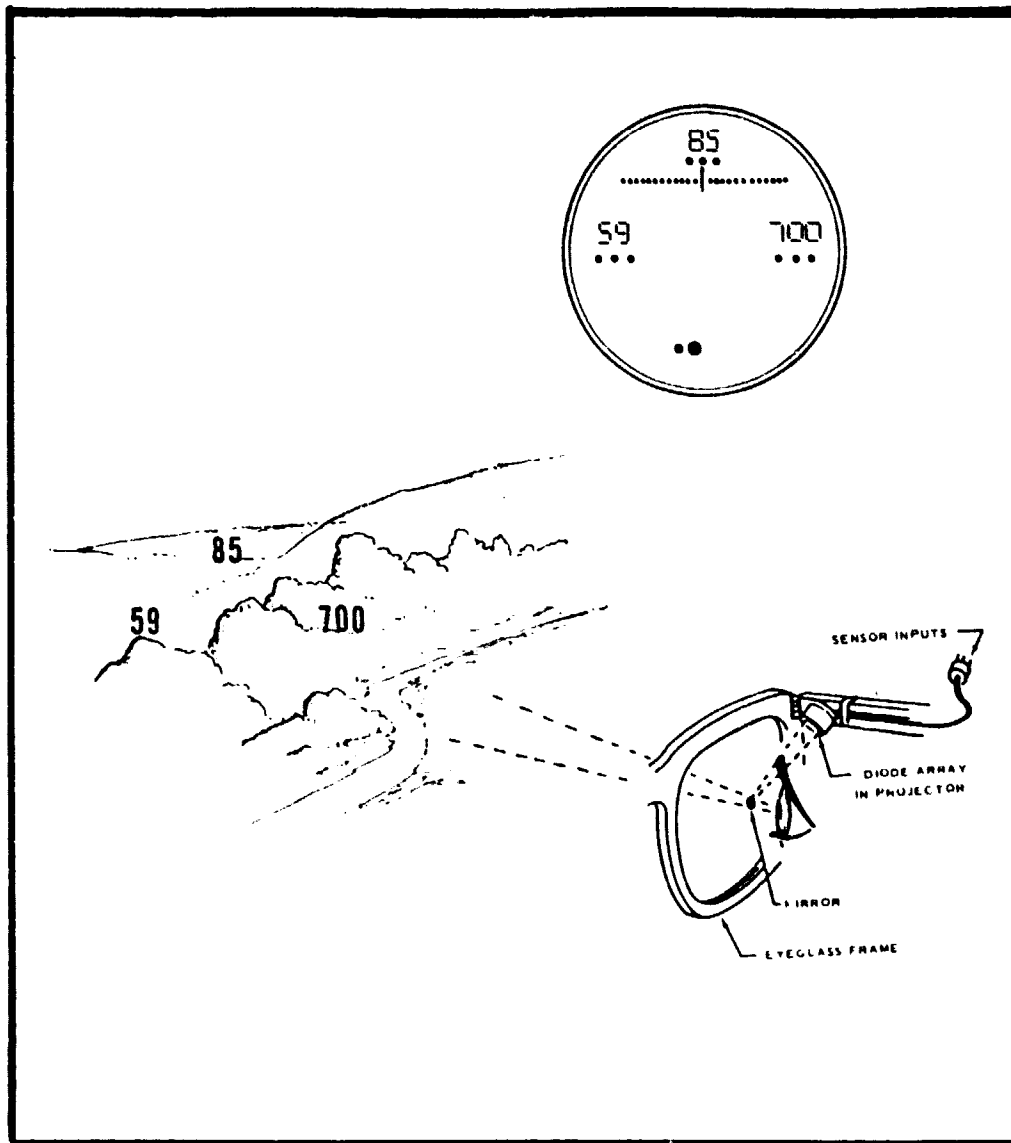 85
59 700
85
59 700
SENSOR INPUTS
DIODE ARRAY
IN PROJECTOR
MIRROR
EYEGLASS FRAME